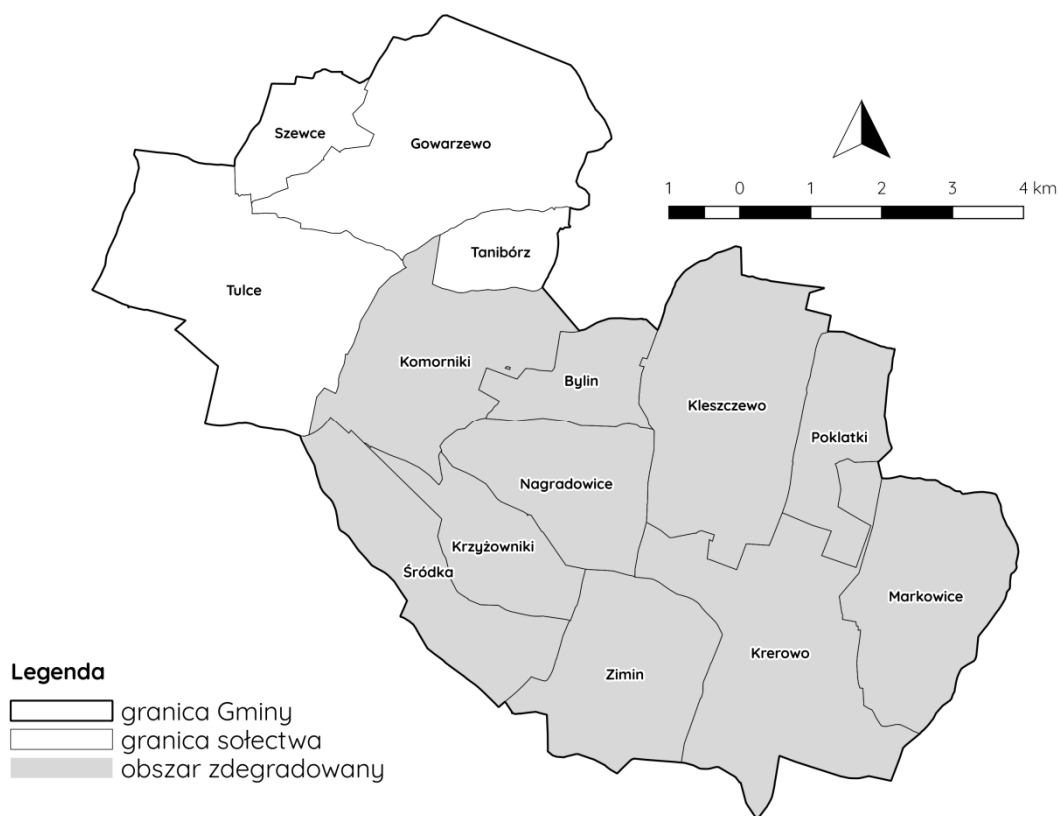 Szewce
Gowarzewo
1 0 1 2 3 4 km
Tanibórz
Tulce
Komorniki
Bylin
Kleszczewo
Poklatki
Nagradowice
Krzyżowniki
Śródka
Markowice
Krerowo
Zimin
Legenda
granica Gminy
granica sołectwa
obszar zdegradowany